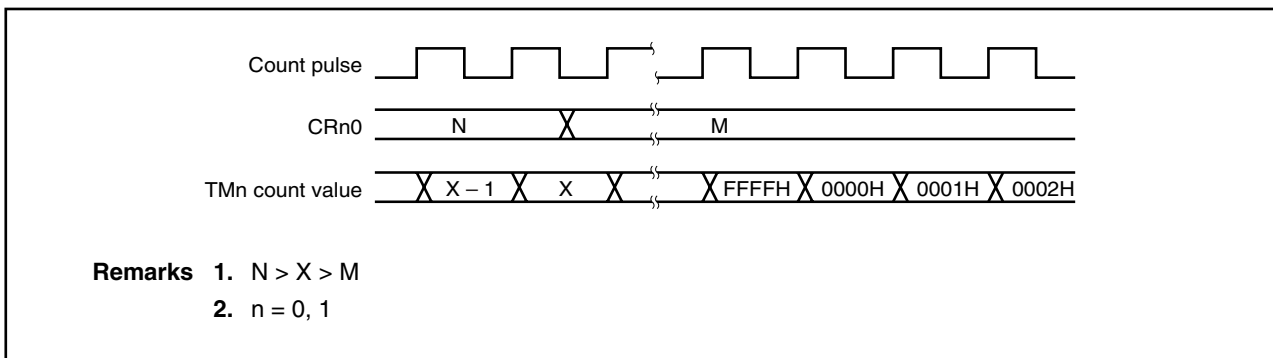 Count pulse
CRn0 N M
TMn count value X – 1 X FFFFH 0000H 0001H 0002H
Remarks 1. N > X > M
2. n = 0, 1